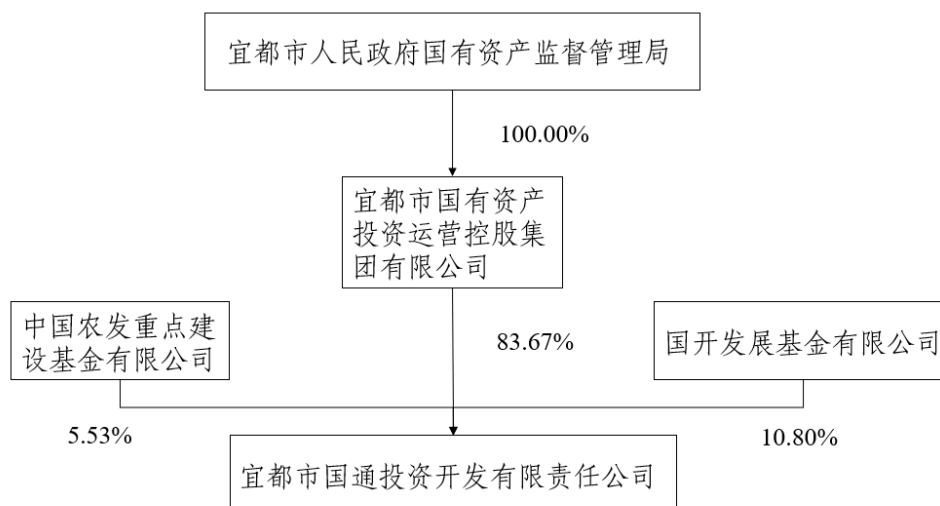 宜都市人民政府国有资产监督管理局
100.00%
宜都市国有资产
投资运营控股集
团有限公司
中国农发重点建
设基金有限公司
83.67%
国开发展基金有限公司
5.53%
10.80%
宜都市国通投资开发有限责任公司